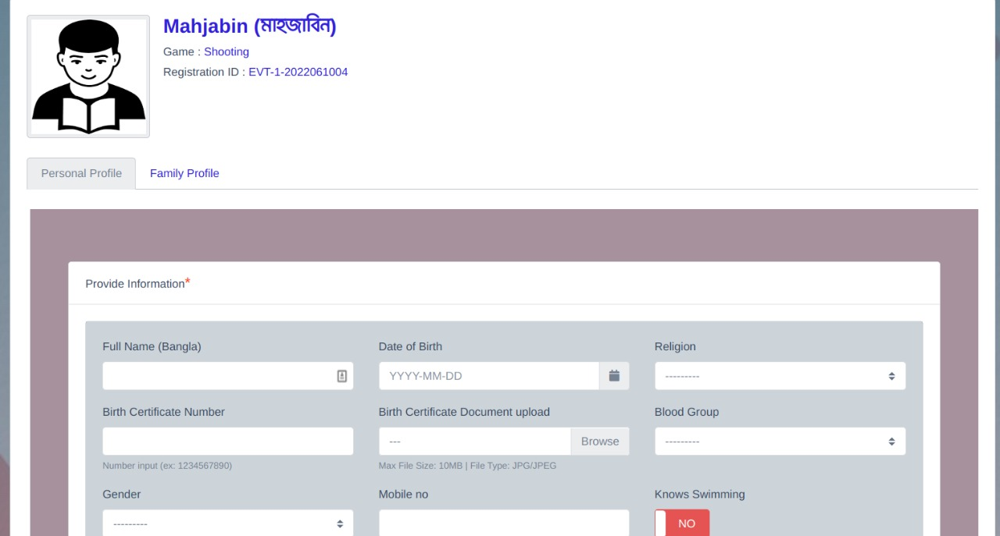 Mahjabin (মাহজাবিন)
Game : Shooting
Registration ID : EVT-1-2022061004
Personal Profile Family Profile
Provide Information*
Full Name (Bangla) Date of Birth Religion
YYYY-MM-DD ---------
Birth Certificate Number Birth Certificate Document upload Blood Group
--- Browse ---------
Number input (ex: 1234567890) Max File Size: 10MB | File Type: JPG/JPEG
Gender Mobile no Knows Swimming
--------- NO